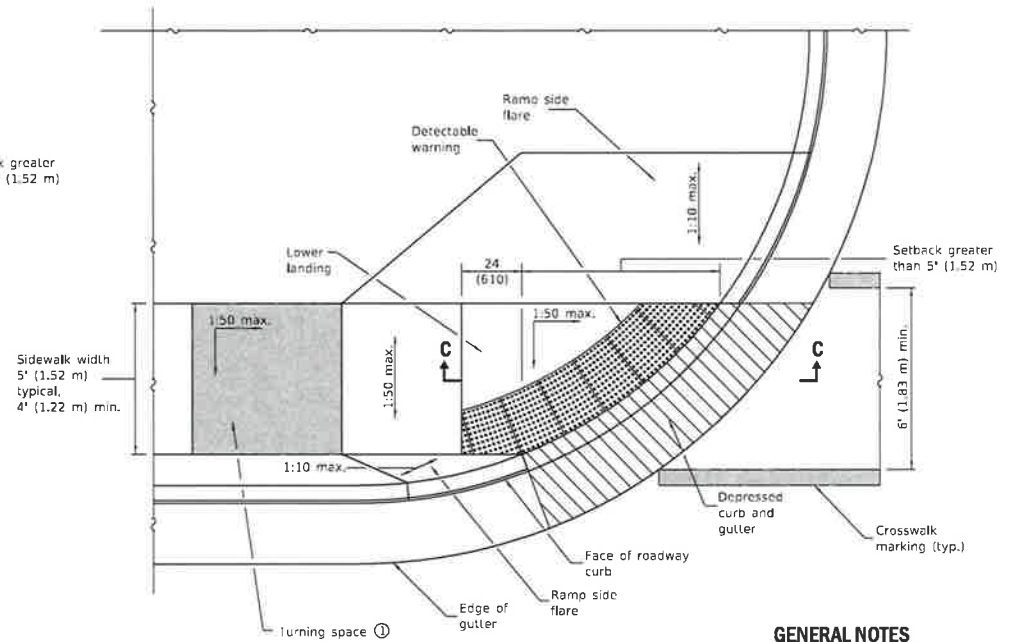 Ramp side
flare
Detectable
warning
k greater
(1.52 m)
1:10 max.
Lower
landing
24
(610)
Setback greater
than 5' (1.52 m)
1:50 max.
1:50 max.
Sidewalk width
5' (1.52 m)
typical,
4' (1.22 m) min.
1:50 max.
C
C
6' (1.83 m) min.
1:10 max.
Depressed
curb and
gutter
Crosswalk
marking (typ.)
Face of roadway
curb
Ramp side
flare
Edge of
gutter
Turning space ①
GENERAL NOTES